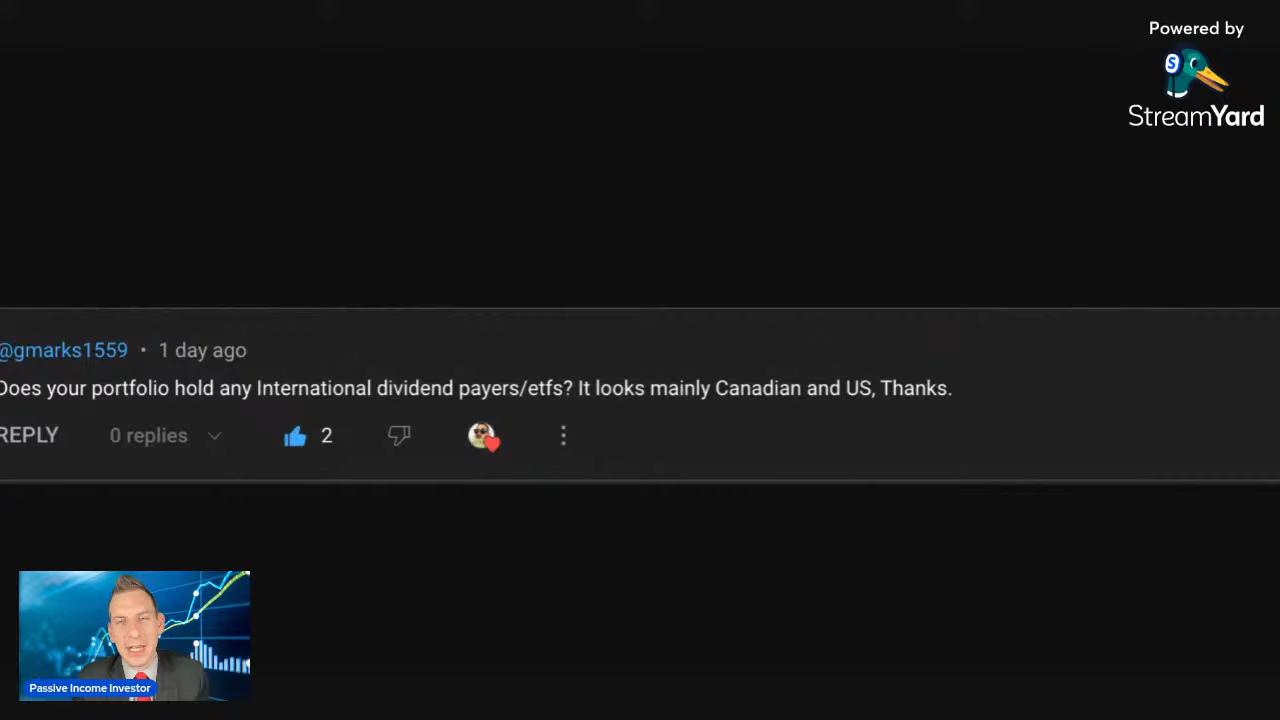 Powered by
StreamYard
@gmarks1559 • 1 day ago
Does your portfolio hold any International dividend payers/etfs? It looks mainly Canadian and US, Thanks.
REPLY 0 replies 2
Passive Income Investor